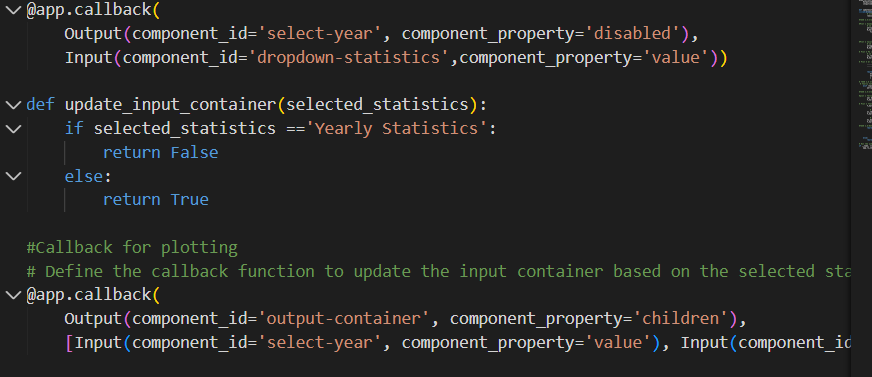 @app.callback(
    Output(component_id='select-year', component_property='disabled'),
    Input(component_id='dropdown-statistics',component_property='value'))

def update_input_container(selected_statistics):
    if selected_statistics =='Yearly Statistics':
        return False
    else:
        return True

#Callback for plotting
# Define the callback function to update the input container based on the selected sta
@app.callback(
    Output(component_id='output-container', component_property='children'),
    [Input(component_id='select-year', component_property='value'), Input(component_id